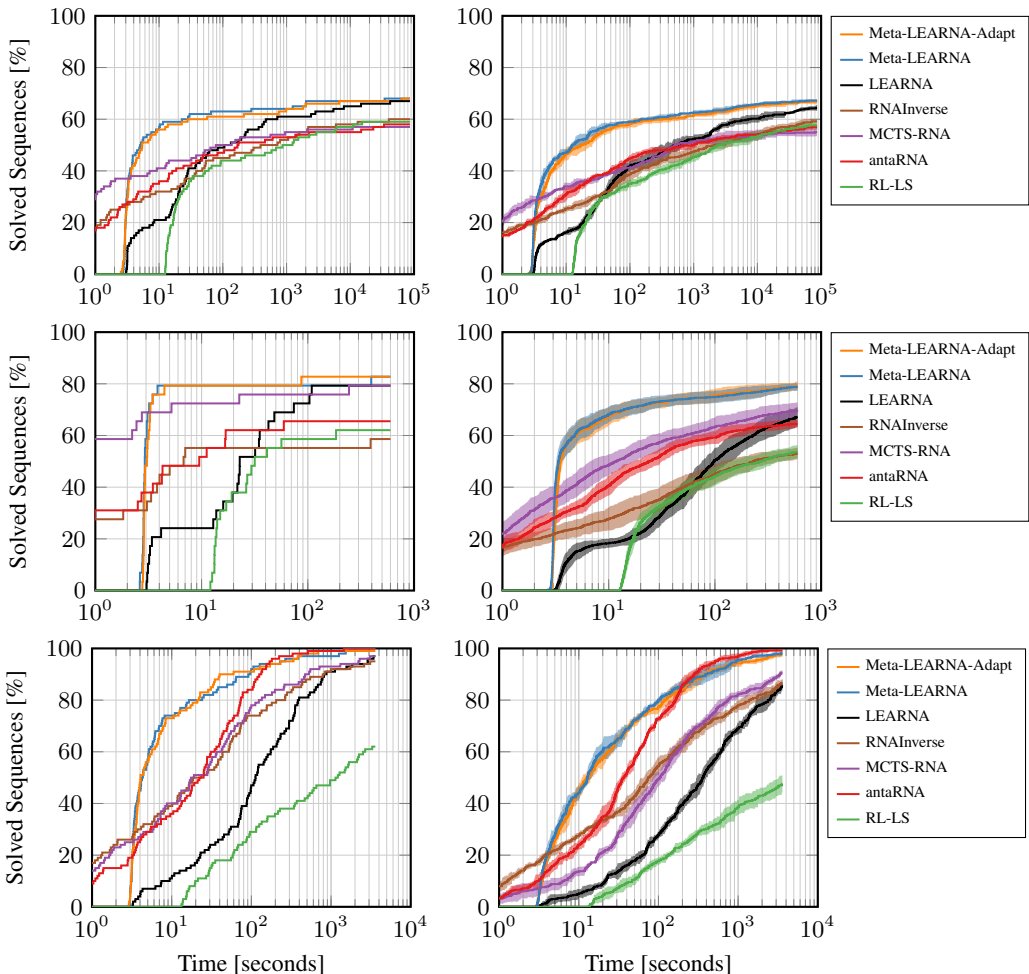 100
80
60
40
20
0
Solved Sequences [%]
10^0 10^1 10^2 10^3 10^4 10^5
100
80
60
40
20
0
10^0 10^1 10^2 10^3 10^4 10^5
Meta-LEARNA-Adapt
Meta-LEARNA
LEARNA
RNAInverse
MCTS-RNA
antaRNA
RL-LS
100
80
60
40
20
0
Solved Sequences [%]
10^0 10^1 10^2 10^3
100
80
60
40
20
0
10^0 10^1 10^2 10^3
Meta-LEARNA-Adapt
Meta-LEARNA
LEARNA
RNAInverse
MCTS-RNA
antaRNA
RL-LS
100
80
60
40
20
0
Solved Sequences [%]
10^0 10^1 10^2 10^3 10^4
Time [seconds]
100
80
60
40
20
0
10^0 10^1 10^2 10^3 10^4
Time [seconds]
Meta-LEARNA-Adapt
Meta-LEARNA
LEARNA
RNAInverse
MCTS-RNA
antaRNA
RL-LS